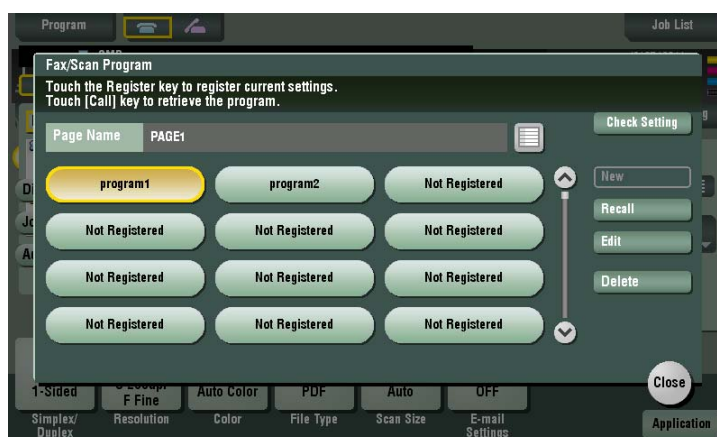 Program
Job List
Fax/Scan Program
Touch the Register key to register current settings.
Touch [Call] key to retrieve the program.
Page Name PAGE1
Check Setting
program1 program2 Not Registered
New
Not Registered Not Registered Not Registered
Recall
Edit
Not Registered Not Registered Not Registered
Delete
Not Registered Not Registered Not Registered
Close
1-Sided
F Fine
Auto Color
PDF
Auto
OFF
Simplex/
Duplex
Resolution
Color
File Type
Scan Size
E-mail
Settings
Application